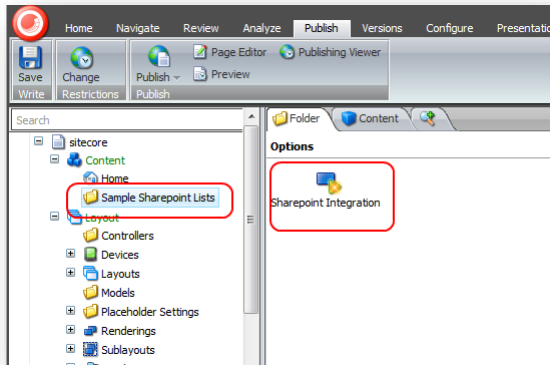 Home Navigate Review Analyze Publish Versions Configure
Save Change Publish Page Editor Publishing Viewer
Preview
Write Restrictions Publish
Search
sitecore
Content
Home
Sample Sharepoint Lists
Layout
Controllers
Devices
Layouts
Models
Placeholder Settings
Renderings
Sublayouts
Folder Content
Options
Sharepoint Integration